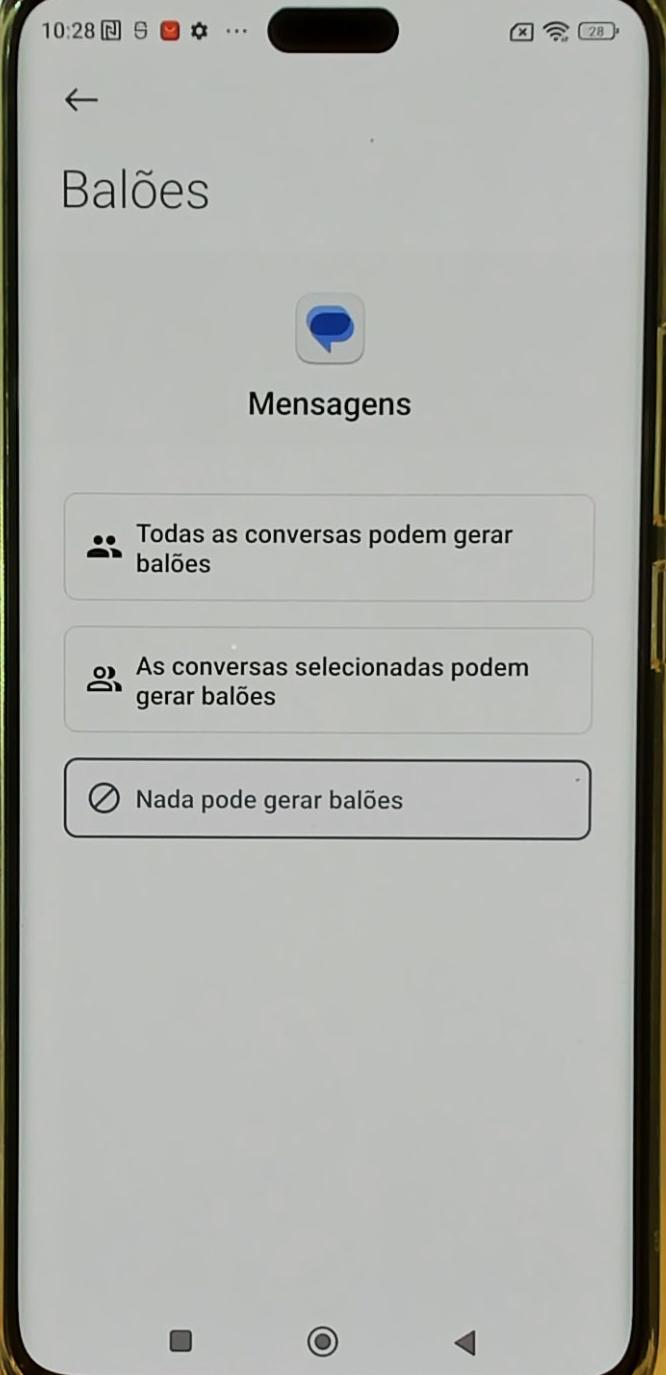 10:28
28
Balões
Mensagens
Todas as conversas podem gerar
balões
As conversas selecionadas podem
gerar balões
Nada pode gerar balões